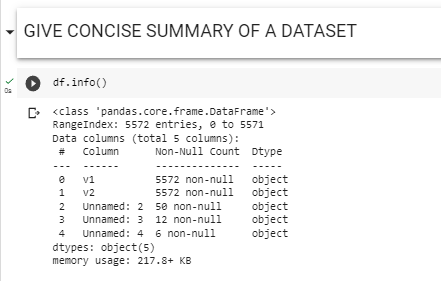 GIVE CONCISE SUMMARY OF A DATASET
0s
df.info()
<class 'pandas.core.frame.DataFrame'>
RangeIndex: 5572 entries, 0 to 5571
Data columns (total 5 columns):
 #   Column      Non-Null Count  Dtype
---  ------      --------------  -----
 0   v1          5572 non-null   object
 1   v2          5572 non-null   object
 2   Unnamed: 2  50 non-null     object
 3   Unnamed: 3  12 non-null     object
 4   Unnamed: 4  6 non-null      object
dtypes: object(5)
memory usage: 217.8+ KB